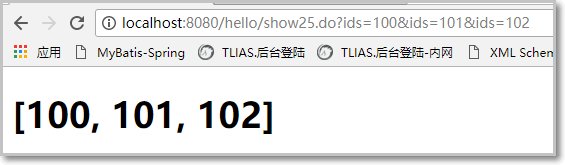 localhost:8080/hello/show25.do?ids=100&ids=101&ids=102
应用 MyBatis-Spring TLIAS.后台登陆 TLIAS.后台登陆-内网 XML Schem
[100, 101, 102]